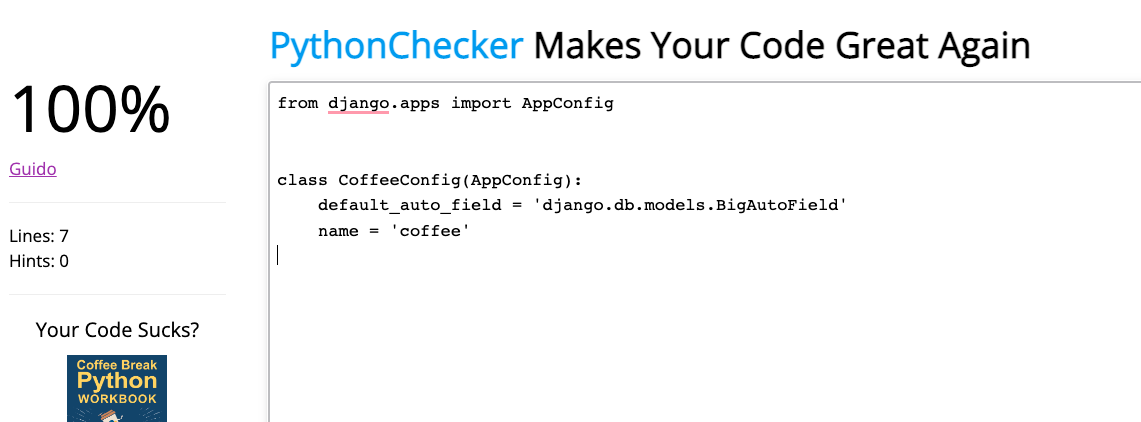 PythonChecker Makes Your Code Great Again
100%
Guido
Lines: 7
Hints: 0
Your Code Sucks?
Coffee Break
Python
WORKBOOK
from django.apps import AppConfig
class CoffeeConfig(AppConfig):
    default_auto_field = 'django.db.models.BigAutoField'
    name = 'coffee'